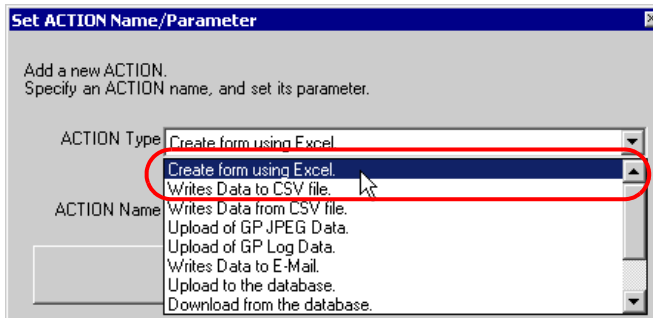 Set ACTION Name/Parameter
Add a new ACTION.
Specify an ACTION name, and set its parameter.
ACTION Type
Create form using Excel.
Create form using Excel.
Writes Data to CSV file.
ACTION Name
Writes Data from CSV file.
Upload of GP JPEG Data.
Upload of GP Log Data.
Writes Data to E-Mail.
Upload to the database.
Download from the database.